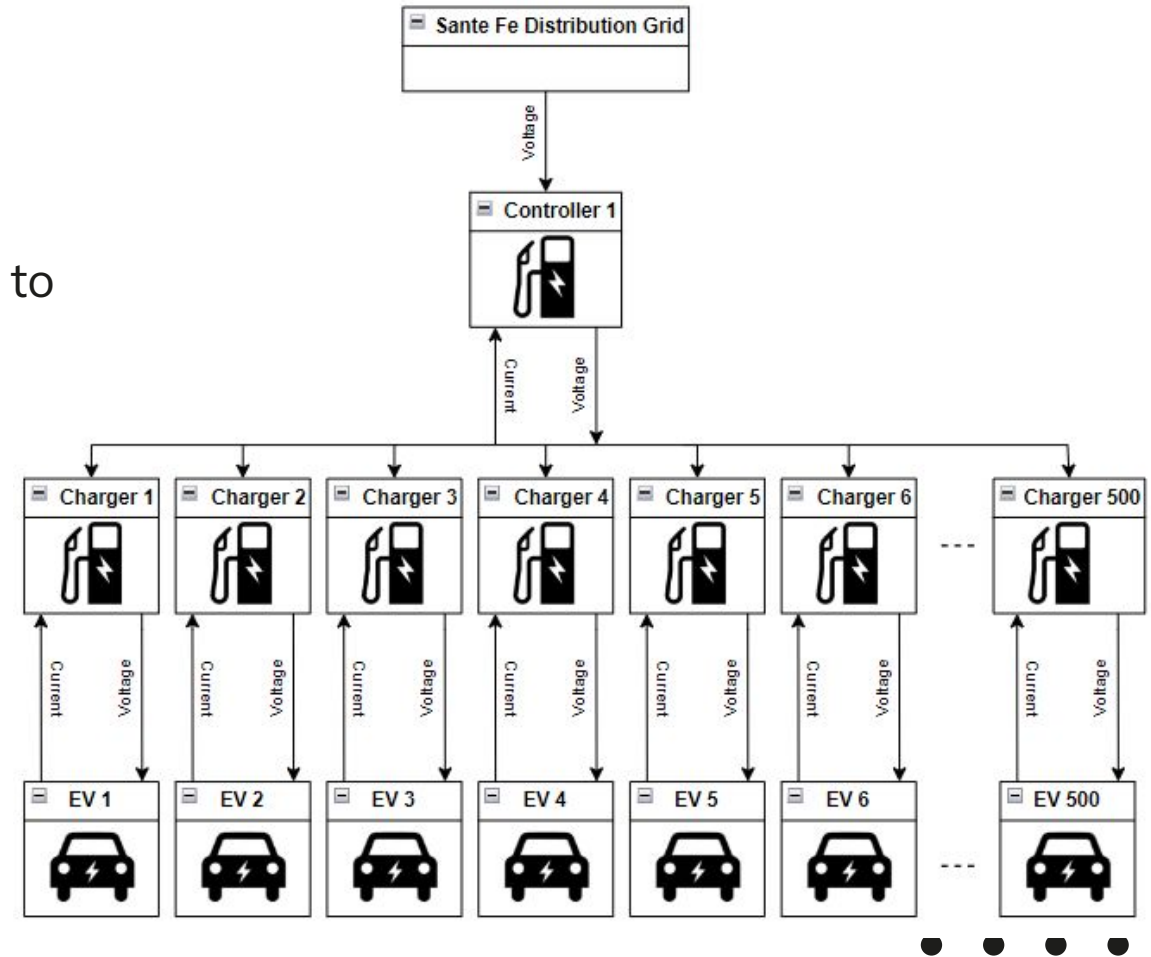 Sante Fe Distribution Grid
Voltage
Controller 1
to
Current
Voltage
Charger 1
Charger 2
Charger 3
Charger 4
Charger 5
Charger 6
Charger 500
---
Current
Voltage
Current
Voltage
Current
Voltage
Current
Voltage
Current
Voltage
Current
Voltage
Current
Voltage
EV 1
EV 2
EV 3
EV 4
EV 5
EV 6
EV 500
---